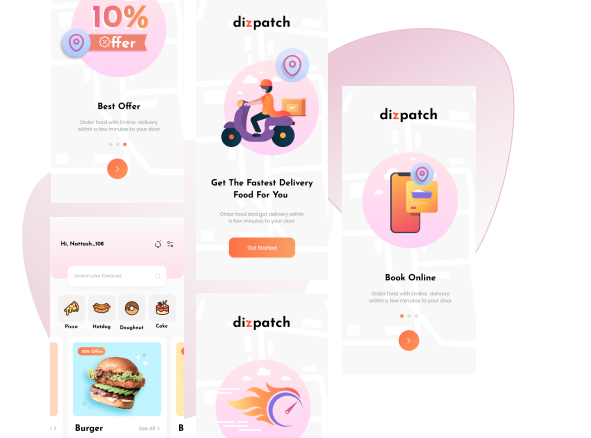 10%
Offer
Best Offer
Order food with Online delivery
within a few minutes to your door
Hi, Nattash_108
Search your favourist
Pizza
Hotdog
Doughnut
Cake
20% Offer
Burger
See All
B
dizpatch
Get The Fastest Delivery
Food For You
Order food and get delivery within
a few minutes to your door
Get Started
dizpatch
dizpatch
Book Online
Order food with Online delivery
within a few minutes to your door